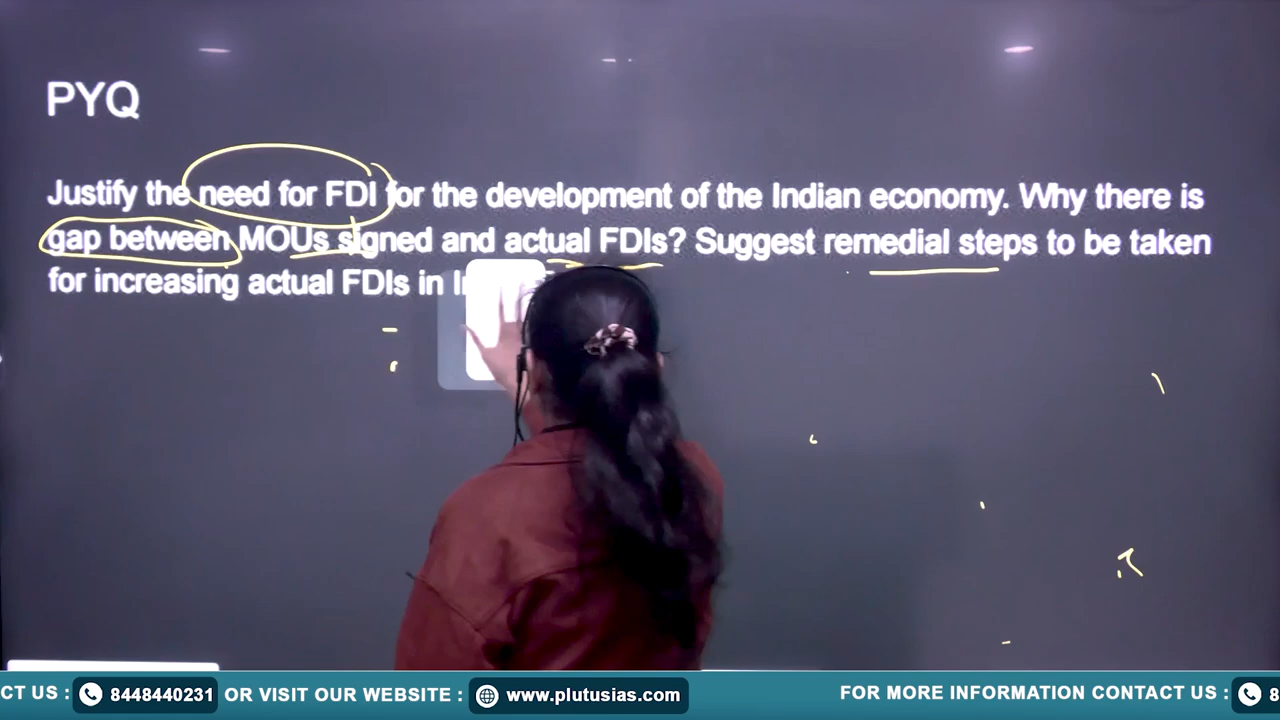 PYQ
Justify the need for FDI for the development of the Indian economy. Why there is
gap between MOUs signed and actual FDIs? Suggest remedial steps to be taken
for increasing actual FDIs in
CT US : 8448440231 OR VISIT OUR WEBSITE : www.plutusias.com FOR MORE INFORMATION CONTACT US : 8